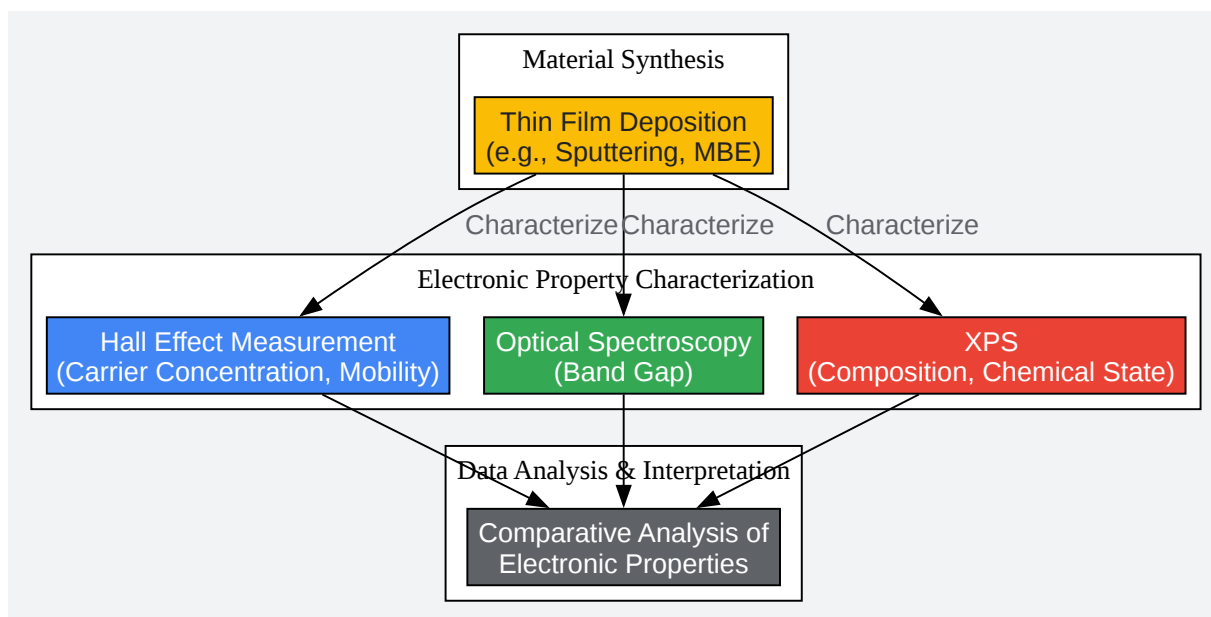 Material Synthesis
Thin Film Deposition
(e.g., Sputtering, MBE)
Characterize
Characterize
Characterize
Electronic Property Characterization
Hall Effect Measurement
(Carrier Concentration, Mobility)
Optical Spectroscopy
(Band Gap)
XPS
(Composition, Chemical State)
Data Analysis & Interpretation
Comparative Analysis of
Electronic Properties